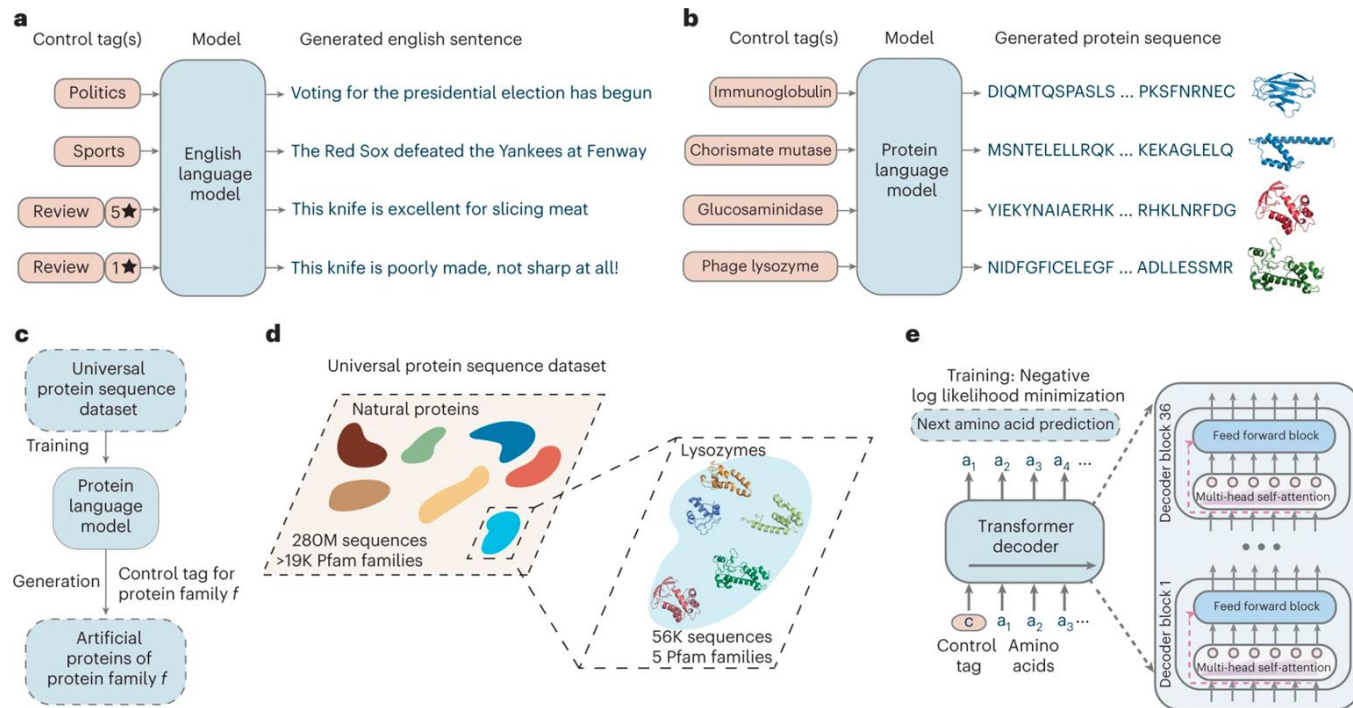 a
Control tag(s)
Model
Generated english sentence
Politics
Voting for the presidential election has begun
Sports
The Red Sox defeated the Yankees at Fenway
English
language
model
Review 5★
This knife is excellent for slicing meat
Review 1★
This knife is poorly made, not sharp at all!
b
Control tag(s)
Model
Generated protein sequence
Immunoglobulin
DIQMTQSPASLS ... PKSFNRNEC
Chorismate mutase
MSNTELELLRQK ... KEKAGLELQ
Protein
language
model
Glucosaminidase
YIEKYNAIAERHK ... RHKLNRFDG
Phage lysozyme
NIDFGFICELEGF ... ADLLESSMR
c
Universal
protein sequence
dataset
Training
Protein
language
model
Generation
Control tag for
protein family f
Artificial
proteins of
protein family f
d
Universal protein sequence dataset
Natural proteins
280M sequences
>19K Pfam families
Lysozymes
56K sequences
5 Pfam families
e
Training: Negative
log likelihood minimization
Next amino acid prediction
a1 a2 a3 a4 ...
Transformer
decoder
c a1 a2 a3 ...
Control
tag
Amino
acids
Decoder block 36
Feed forward block
Multi-head self-attention
Decoder block 1
Feed forward block
Multi-head self-attention